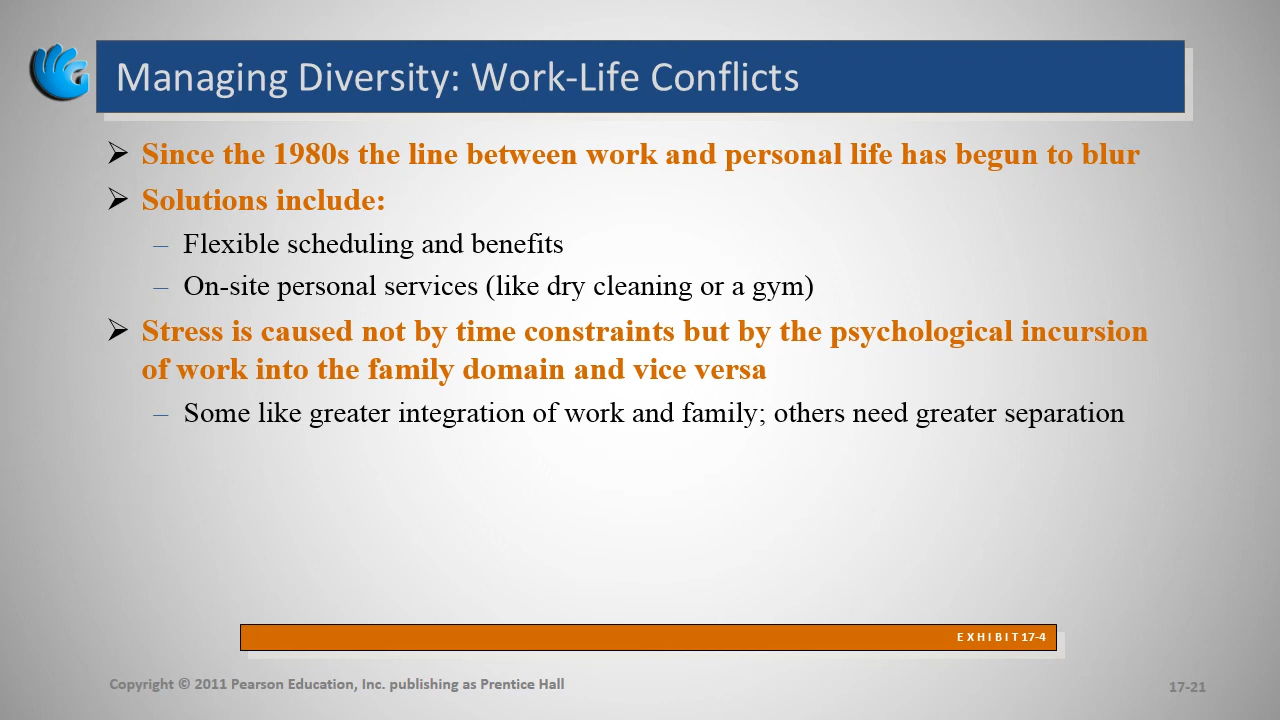 Managing Diversity: Work-Life Conflicts
➢ Since the 1980s the line between work and personal life has begun to blur
➢ Solutions include:
– Flexible scheduling and benefits
– On-site personal services (like dry cleaning or a gym)
➢ Stress is caused not by time constraints but by the psychological incursion
of work into the family domain and vice versa
– Some like greater integration of work and family; others need greater separation
E X H I B I T 17-4
Copyright © 2011 Pearson Education, Inc. publishing as Prentice Hall
17-21